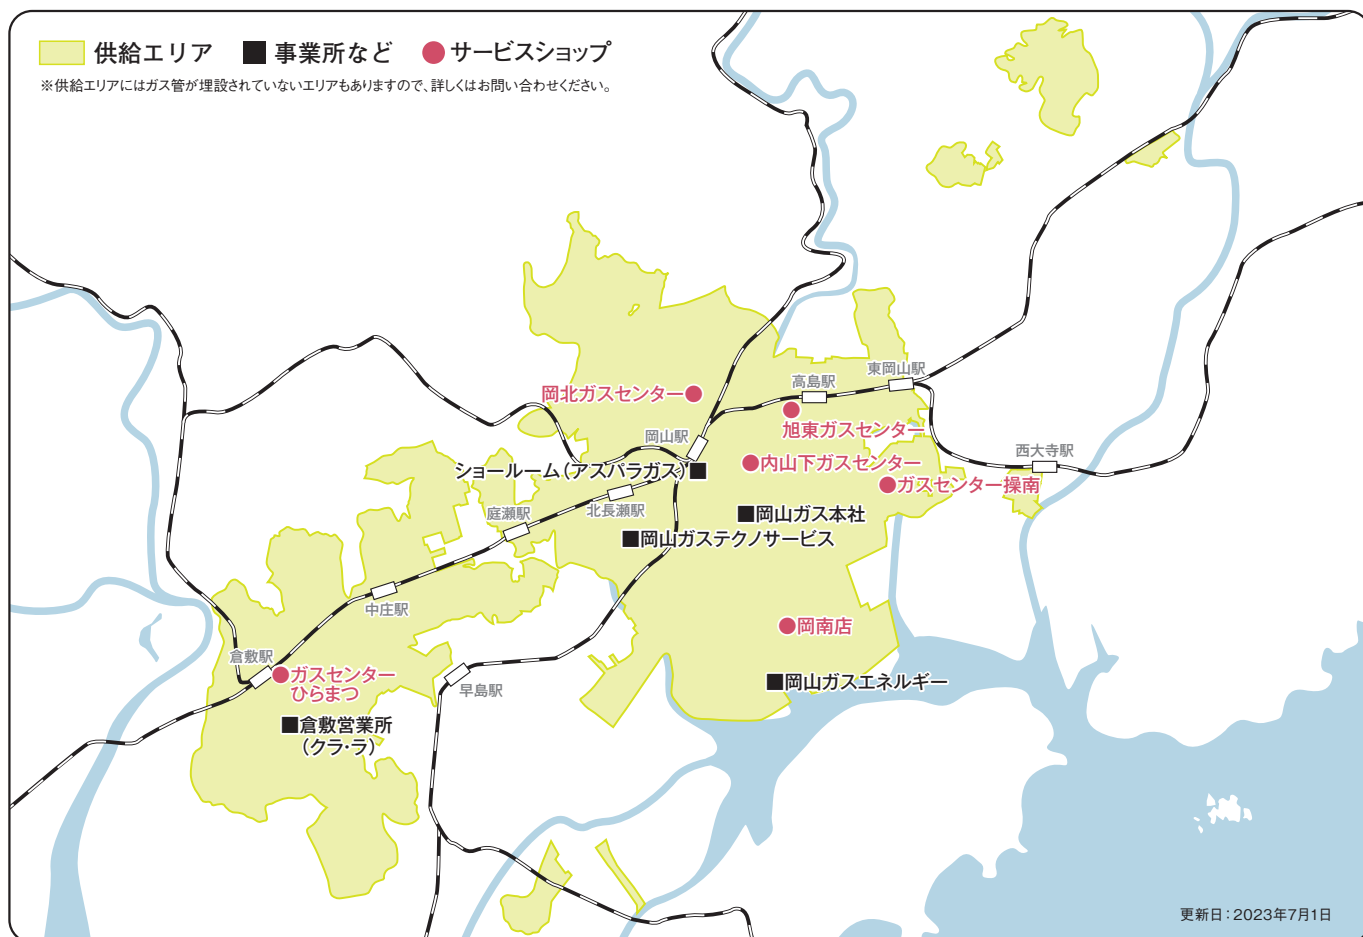 供給エリア 事業所など サービスショップ
※供給エリアにはガス管が埋設されていないエリアもありますので、詳しくはお問い合わせください。
東岡山駅
高島駅
岡北ガスセンター
旭東ガスセンター
岡山駅
西大寺駅
ショールーム（アスパラガス）
内山下ガスセンター
ガスセンター操南
北長瀬駅
庭瀬駅
岡山ガス本社
岡山ガステクノサービス
中庄駅
岡南店
倉敷駅
ガスセンター
ひらまつ
早島駅
岡山ガスエネルギー
倉敷営業所
（クラ・ラ）
更新日：2023年7月1日